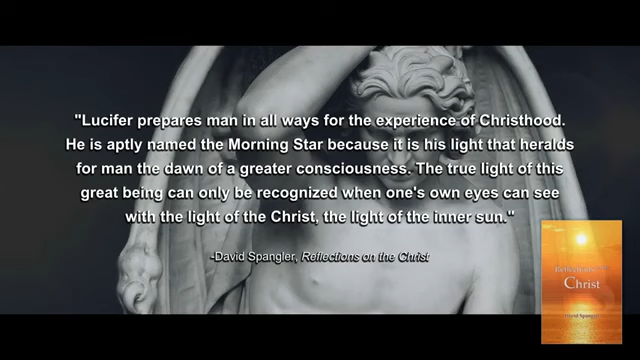 "Lucifer prepares man in all ways for the experience of Christhood.
He is aptly named the Morning Star because it is his light that heralds
for man the dawn of a greater consciousness. The true light of this
great being can only be recognized when one's own eyes can see
with the light of the Christ, the light of the inner sun."
-David Spangler, Reflections on the Christ
Reflections
Christ
David Spangler